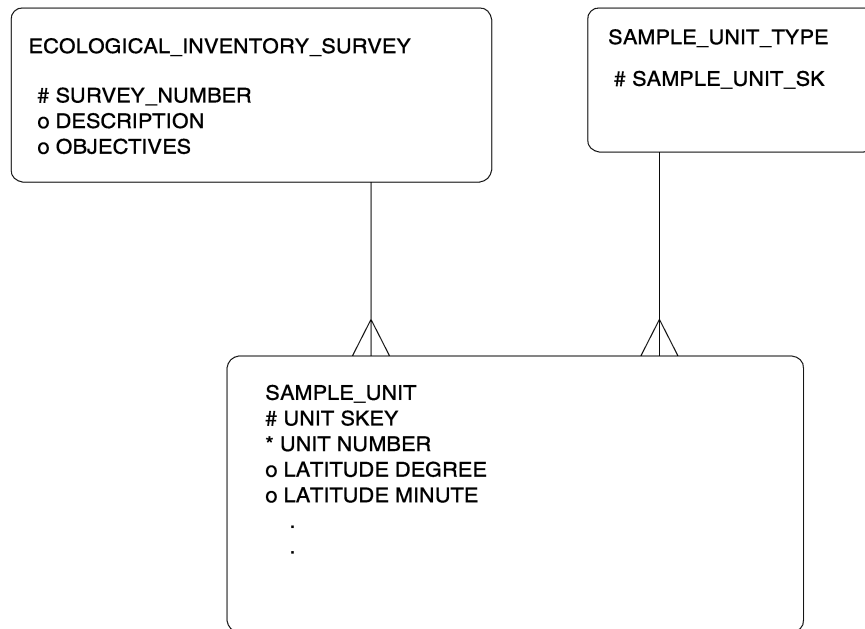 ECOLOGICAL_INVENTORY_SURVEY
# SURVEY_NUMBER
o DESCRIPTION
o OBJECTIVES
SAMPLE_UNIT_TYPE
# SAMPLE_UNIT_SK
SAMPLE_UNIT
# UNIT SKEY
* UNIT NUMBER
o LATITUDE DEGREE
o LATITUDE MINUTE
.
.